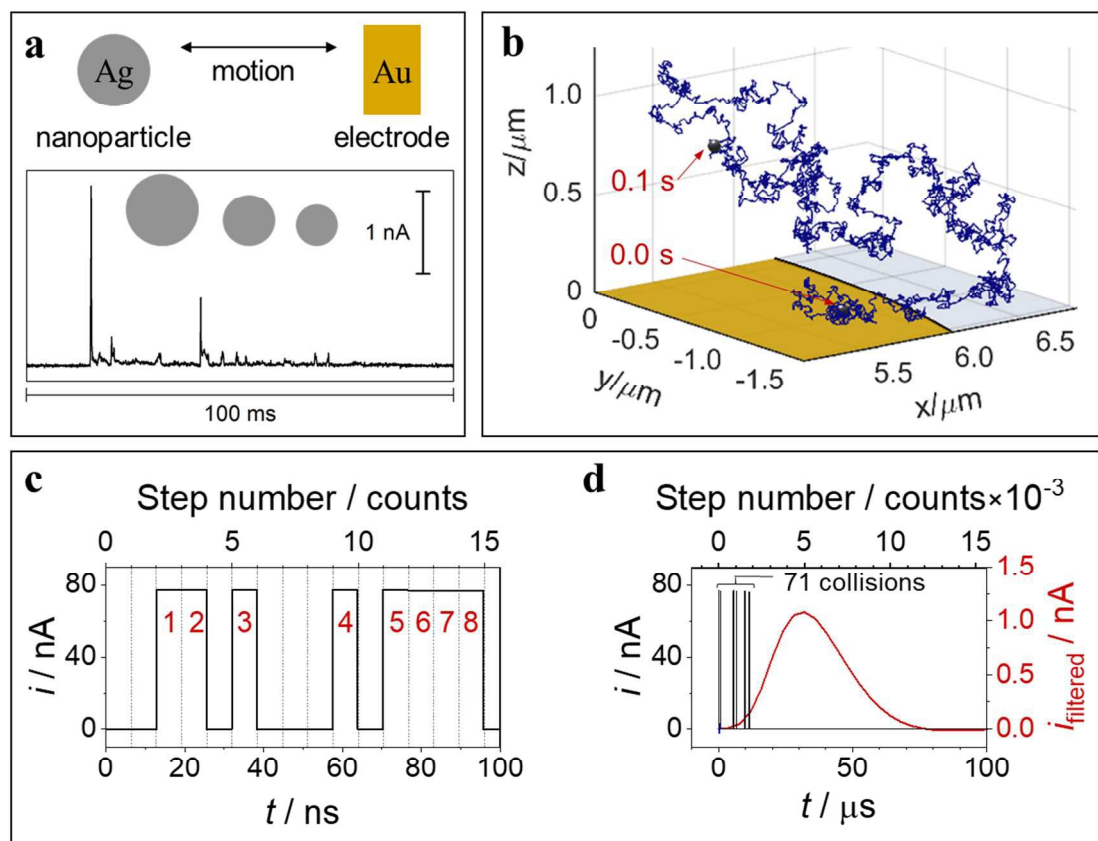 a
Ag
Au
motion
nanoparticle
electrode
1 nA
100 ms
b
z/μm
1.0
0.5
0
0.1 s
0.0 s
0
-0.5
-1.0
-1.5
y/μm
5.5
6.0
6.5
x/μm
c
Step number / counts
0 5 10 15
80
40
0
i / nA
1 2 3 4 5 6 7 8
0 20 40 60 80 100
t / ns
d
Step number / counts×10⁻³
0 5 10 15
71 collisions
80
40
0
i / nA
1.5
1.0
0.5
0.0
i filtered / nA
0 50 100
t / μs